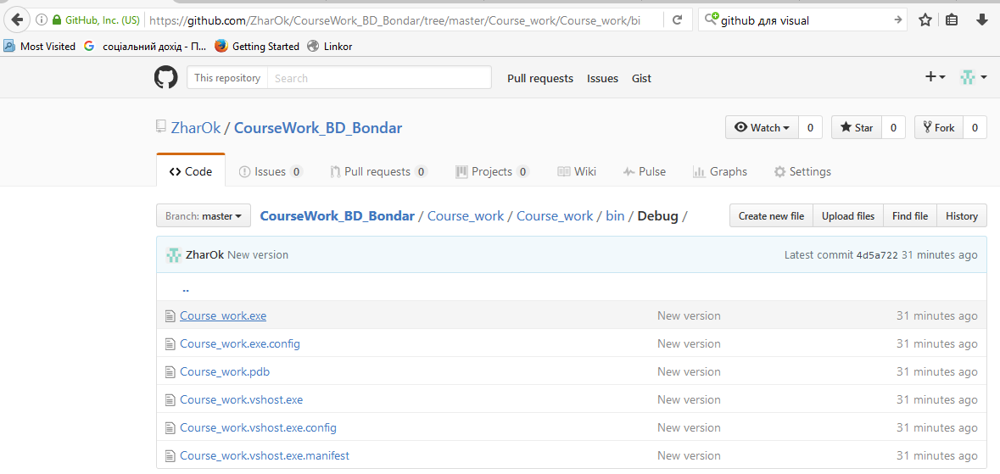 GitHub, Inc. (US) https://github.com/ZharOk/CourseWork_BD_Bondar/tree/master/Course_work/Course_work/bi github для visual
Most Visited соціальний дохід - П... Getting Started Linkor
This repository Search Pull requests Issues Gist
ZharOk / CourseWork_BD_Bondar Watch 0 Star 0 Fork 0
Code Issues 0 Pull requests 0 Projects 0 Wiki Pulse Graphs Settings
Branch: master CourseWork_BD_Bondar / Course_work / Course_work / bin / Debug / Create new file Upload files Find file History
ZharOk New version Latest commit 4d5a722 31 minutes ago
..
Course_work.exe New version 31 minutes ago
Course_work.exe.config New version 31 minutes ago
Course_work.pdb New version 31 minutes ago
Course_work.vshost.exe New version 31 minutes ago
Course_work.vshost.exe.config New version 31 minutes ago
Course_work.vshost.exe.manifest New version 31 minutes ago